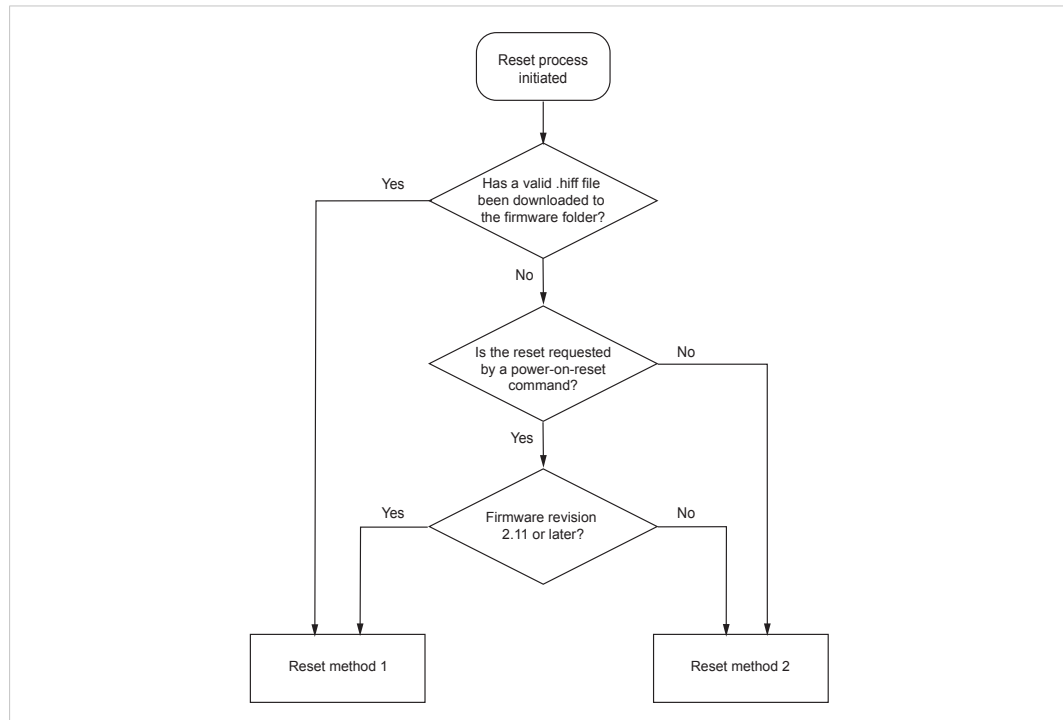 Reset process
initiated
Yes
Has a valid .hiff file
been downloaded to
the firmware folder?
No
Is the reset requested
by a power-on-reset
command?
No
Yes
Yes
Firmware revision
2.11 or later?
No
Reset method 1
Reset method 2